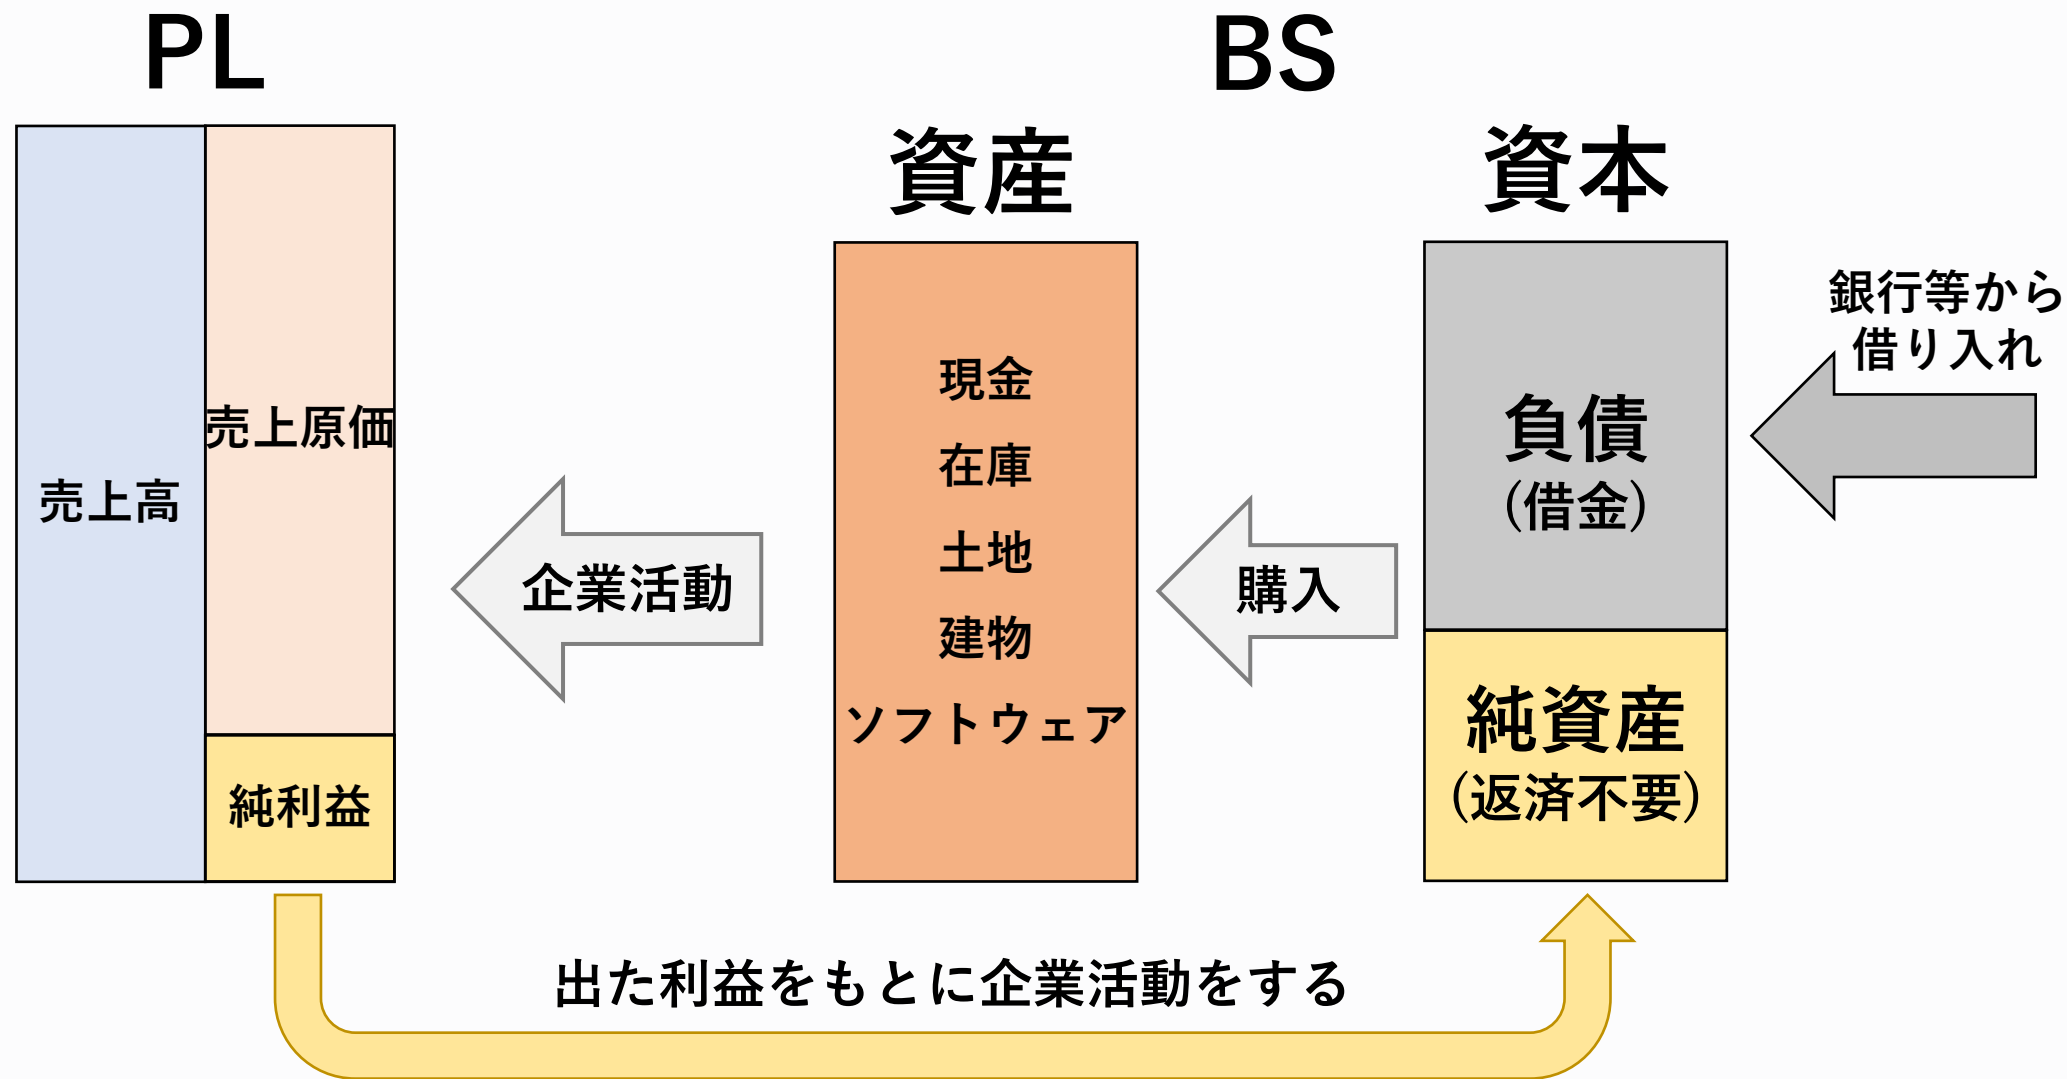 PL
BS
資産
資本
売上高
売上原価
純利益
企業活動
現金
在庫
土地
建物
ソフトウェア
購入
負債
(借金)
純資産
(返済不要)
銀行等から
借り入れ
出た利益をもとに企業活動をする